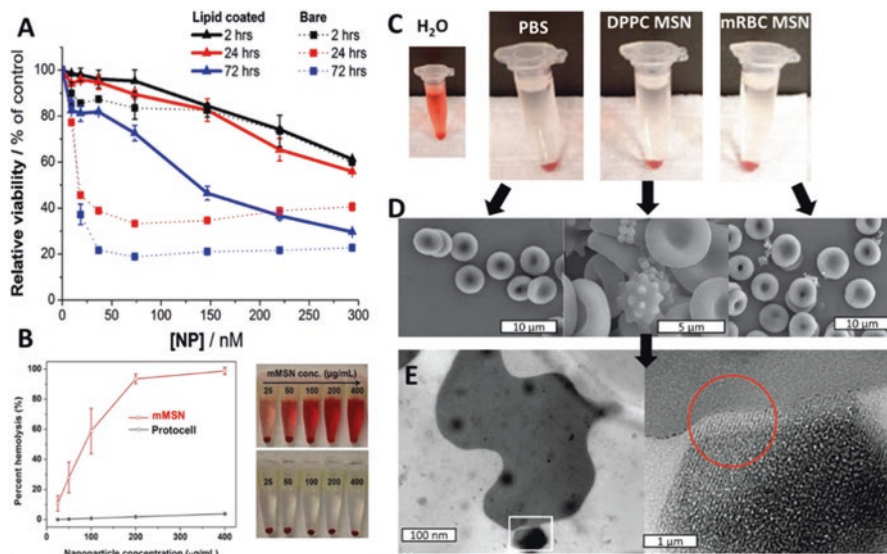 A
Lipid coated
2 hrs
24 hrs
72 hrs
Bare
2 hrs
24 hrs
72 hrs
Relative viability / % of control
100
80
60
40
20
0
0 50 100 150 200 250 300
[NP] / nM
B
Percent hemolysis (%)
100
80
60
40
20
0
mMSN
Protocell
0 100 200 300 400
Nanoparticle concentration (µg/mL)
mMSN conc. (µg/mL)
25 50 100 200 400
25 50 100 200 400
C
H₂O
PBS
DPPC MSN
mRBC MSN
D
10 µm
5 µm
10 µm
E
100 nm
1 µm